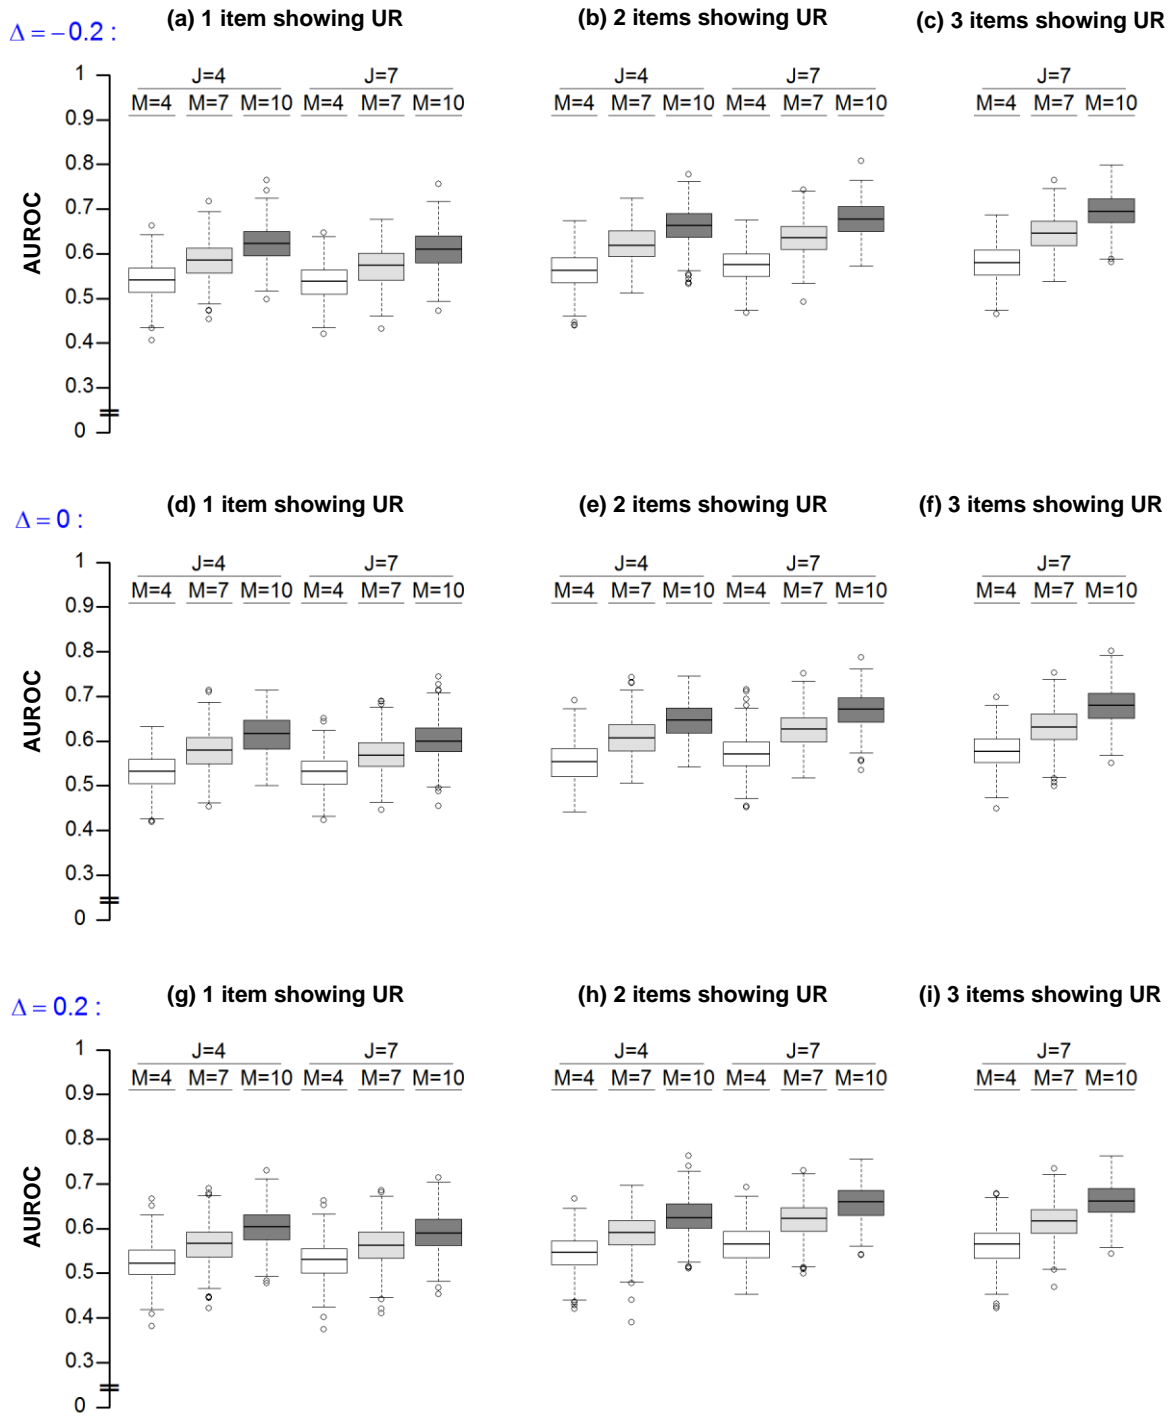 (a) 1 item showing UR
(b) 2 items showing UR
(c) 3 items showing UR
Δ = −0.2 :
J=4 J=7
M=4 M=7 M=10 M=4 M=7 M=10
J=4 J=7
M=4 M=7 M=10 M=4 M=7 M=10
J=7
M=4 M=7 M=10
AUROC
1
0.9
0.8
0.7
0.6
0.5
0.4
0.3
0
(d) 1 item showing UR
(e) 2 items showing UR
(f) 3 items showing UR
Δ = 0 :
J=4 J=7
M=4 M=7 M=10 M=4 M=7 M=10
J=4 J=7
M=4 M=7 M=10 M=4 M=7 M=10
J=7
M=4 M=7 M=10
AUROC
1
0.9
0.8
0.7
0.6
0.5
0.4
0.3
0
(g) 1 item showing UR
(h) 2 items showing UR
(i) 3 items showing UR
Δ = 0.2 :
J=4 J=7
M=4 M=7 M=10 M=4 M=7 M=10
J=4 J=7
M=4 M=7 M=10 M=4 M=7 M=10
J=7
M=4 M=7 M=10
AUROC
1
0.9
0.8
0.7
0.6
0.5
0.4
0.3
0